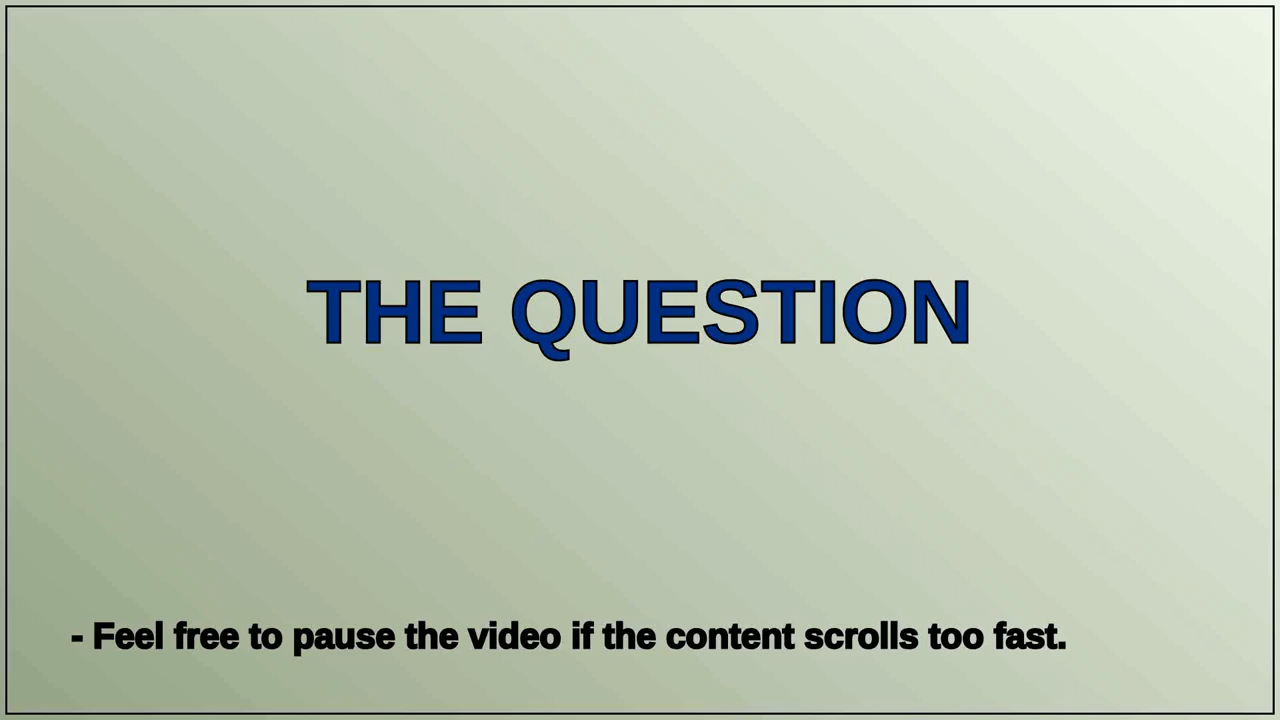 THE QUESTION
- Feel free to pause the video if the content scrolls too fast.